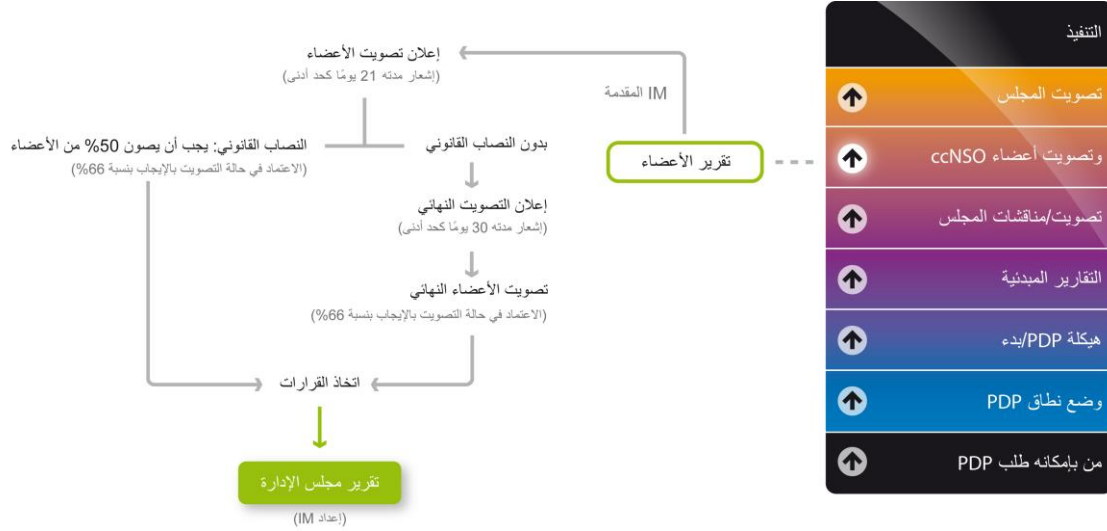 التنفيذ
تصويت المجلس
وتصويت أعضاء ccNSO
تصويت/مناقشات المجلس
التقارير المبدئية
هيكلة PDP/بدء
وضع نطاق PDP
من بإمكانه طلب PDP
تقرير الأعضاء
IM المقدمة
إعلان تصويت الأعضاء
(إشعار مدته 21 يومًا كحد أدنى)
بدون النصاب القانوني
النصاب القانوني: يجب أن يصون 50% من الأعضاء
(الاعتماد في حالة التصويت بالإيجاب بنسبة 66%)
إعلان التصويت النهائي
(إشعار مدته 30 يومًا كحد أدنى)
تصويت الأعضاء النهائي
(الاعتماد في حالة التصويت بالإيجاب بنسبة 66%)
اتخاذ القرارات
تقرير مجلس الإدارة
(إعداد IM)